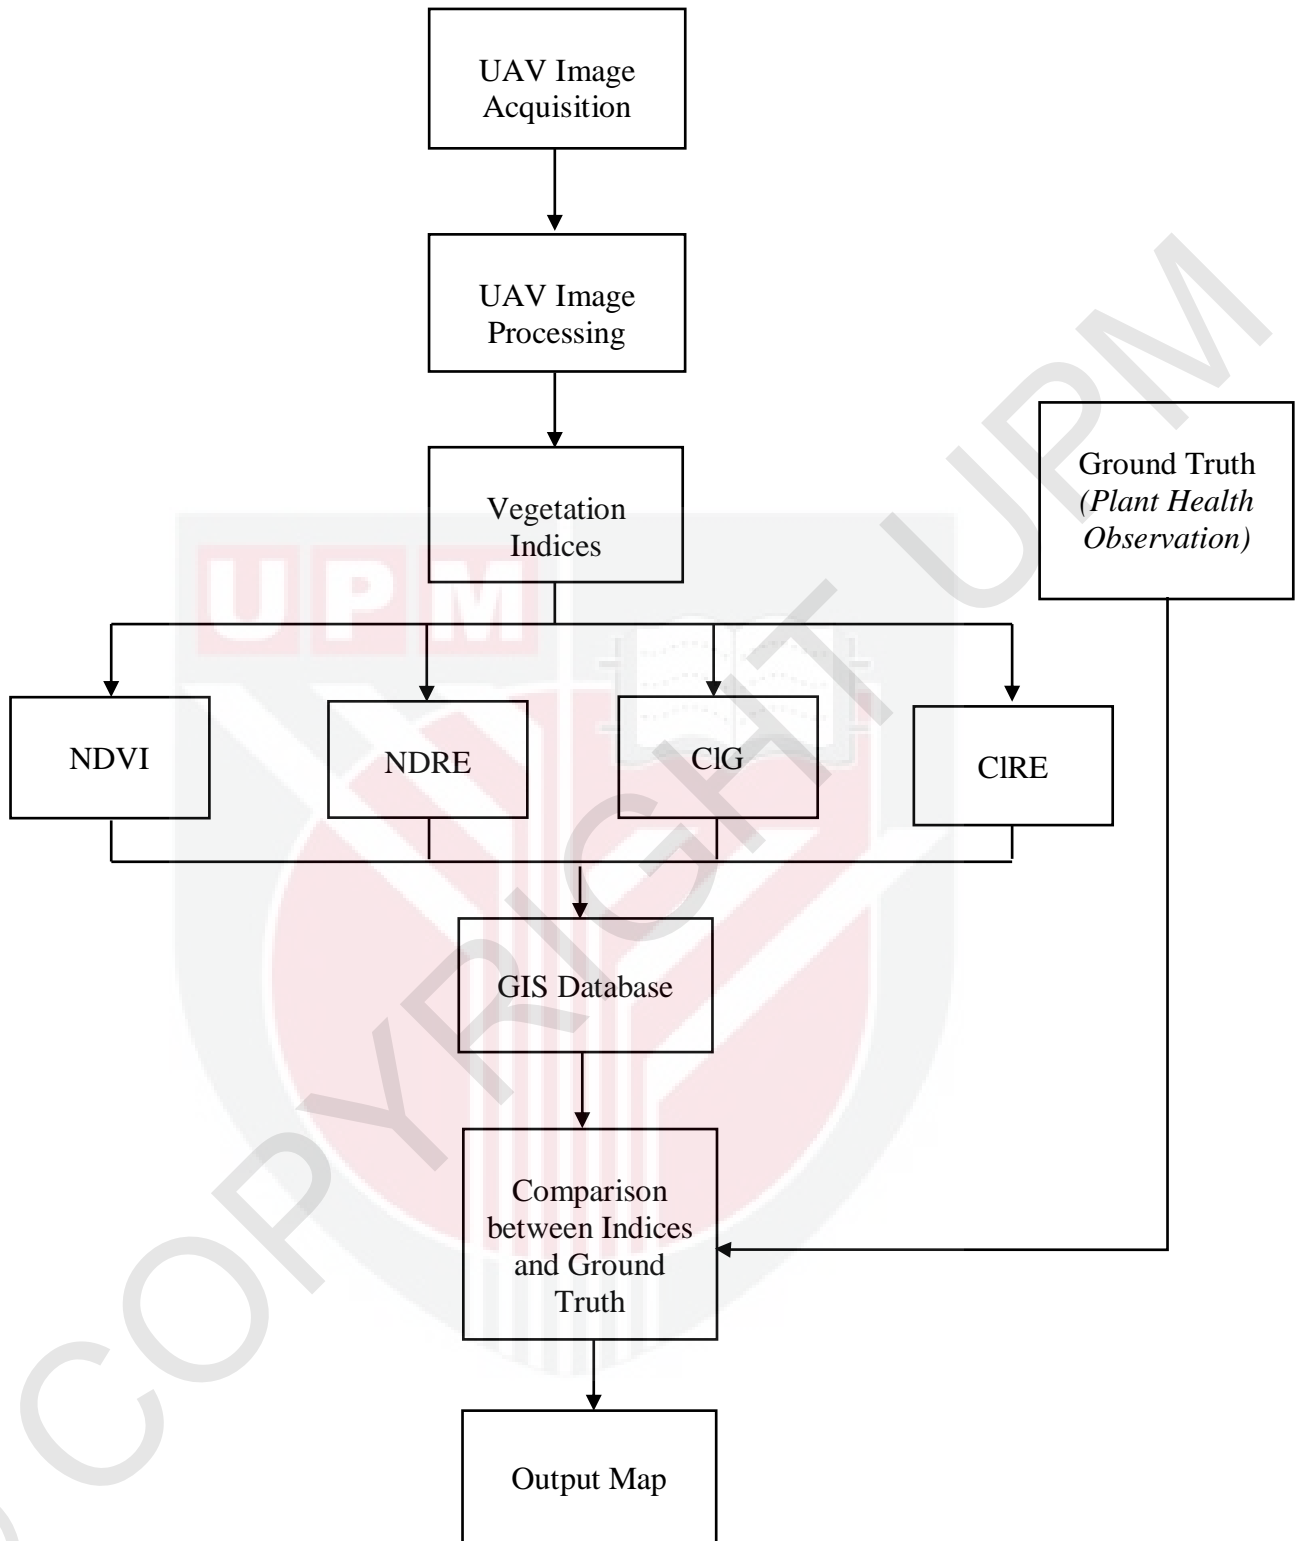 UAV Image
Acquisition
UAV Image
Processing
Vegetation
Indices
Ground Truth
(Plant Health
Observation)
UPM
NDVI
NDRE
ClG
ClRE
GIS Database
Comparison
between Indices
and Ground
Truth
Output Map
COPYRIGHT UPM